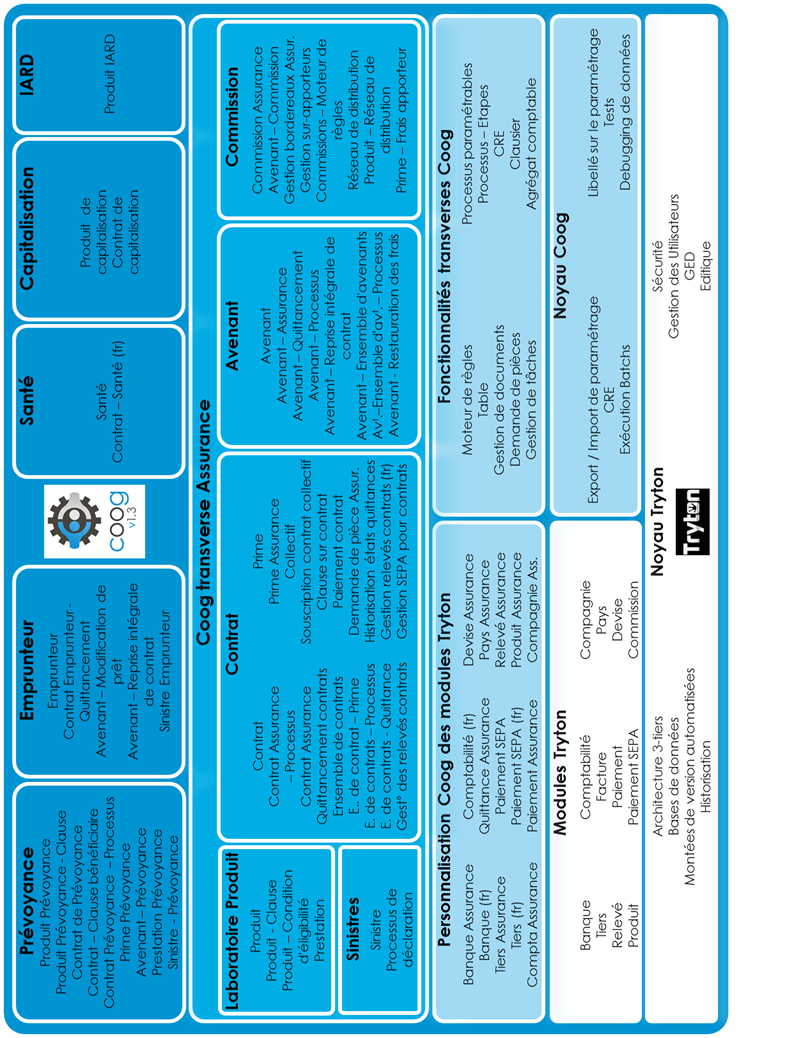 Prévoyance
Produit Prévoyance
Produit Prévoyance - Clause
Contrat de Prévoyance
Contrat – Clause bénéficiaire
Contrat Prévoyance – Processus
Prime Prévoyance
Avenant – Prévoyance
Prestation Prévoyance
Sinistre - Prévoyance
Emprunteur
Emprunteur
Contrat Emprunteur -
Quittancement
Avenant – Modification de
prêt
Avenant – Reprise intégrale
de contrat
Sinistre Emprunteur
coog
v1.3
Santé
Santé
Contrat – Santé (fr)
Capitalisation
Produit de
capitalisation
Contrat de
capitalisation
IARD
Produit IARD
Coog transverse Assurance
Laboratoire Produit
Produit
Produit - Clause
Produit – Condition
d'éligibilité
Prestation
Sinistres
Sinistre
Processus de
déclaration
Contrat
Contrat
Contrat Assurance
– Processus
Contrat Assurance
Quittancement contrats
Ensemble de contrats
E.. de contrat – Prime
E. de contrats – Processus
E. de contrats - Quittance
Gest° des relevés contrats
Prime
Prime Assurance
Collectif
Souscription contrat collectif
Clause sur contrat
Paiement contrat
Demande de pièce Assur.
Historisation états quittances
Gestion relevés contrats (fr)
Gestion SEPA pour contrats
Avenant
Avenant
Avenant – Assurance
Avenant – Quittancement
Avenant – Processus
Avenant – Reprise intégrale de
contrat
Avenant – Ensemble d'avenants
Avᵗ.–Ensemble d'avᵗ. – Processus
Avenant - Restauration des frais
Commission
Commission Assurance
Avenant – Commission
Gestion bordereaux Assur.
Gestion sur-apporteurs
Commissions – Moteur de
règles
Réseau de distribution
Produit – Réseau de
distribution
Prime – Frais apporteur
Personnalisation Coog des modules Tryton
Banque Assurance
Banque (fr)
Tiers Assurance
Tiers (fr)
Compta Assurance
Comptabilité (fr)
Quittance Assurance
Paiement SEPA
Paiement SEPA (fr)
Paiement Assurance
Devise Assurance
Pays Assurance
Relevé Assurance
Produit Assurance
Compagnie Ass.
Fonctionnalités transverses Coog
Moteur de règles
Table
Gestion de documents
Demande de pièces
Gestion de tâches
Processus paramétrables
Processus – Etapes
CRE
Clausier
Agrégat comptable
Modules Tryton
Banque
Tiers
Relevé
Produit
Comptabilité
Facture
Paiement
Paiement SEPA
Compagnie
Pays
Devise
Commission
Noyau Coog
Export / Import de paramétrage
CRE
Exécution Batchs
Libellé sur le paramétrage
Tests
Debugging de données
Noyau Tryton
Tryton
Architecture 3-tiers
Bases de données
Montées de version automatisées
Historisation
Sécurité
Gestion des Utilisateurs
GED
Editique